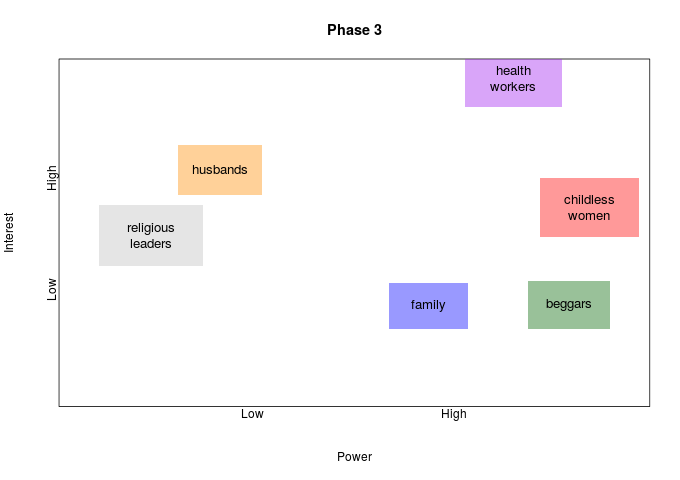 Phase 3
health
workers
husbands
High
childless
women
religious
leaders
Interest
Low
family
beggars
Low
High
Power